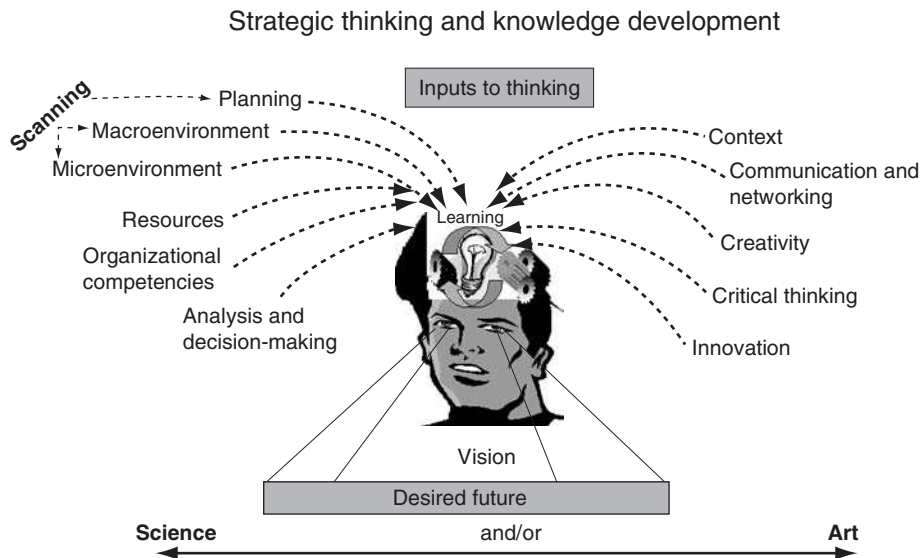 Strategic thinking and knowledge development
Inputs to thinking
Scanning
Planning
Macroenvironment
Microenvironment
Resources
Organizational
competencies
Analysis and
decision-making
Context
Communication and
networking
Creativity
Critical thinking
Innovation
Learning
Vision
Desired future
Science
and/or
Art